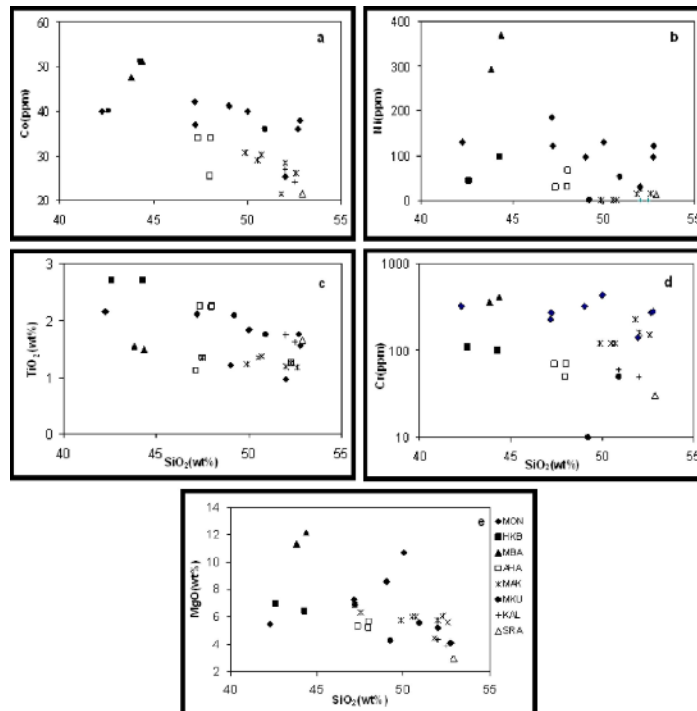 a
Co(ppm)
60
50
40
30
20
40 45 50 55
b
Ni(ppm)
400
300
200
100
0
40 45 50 55
c
TiO2(wt%)
3
2
1
0
40 45 50 55
SiO2(wt%)
d
Cr(ppm)
1000
100
10
40 45 50 55
SiO2(wt%)
e
MgO(wt%)
14
12
10
8
6
4
2
40 45 50 55
SiO2(wt%)
MON
HKB
MBA
AHA
MAK
MKU
KAL
SRA